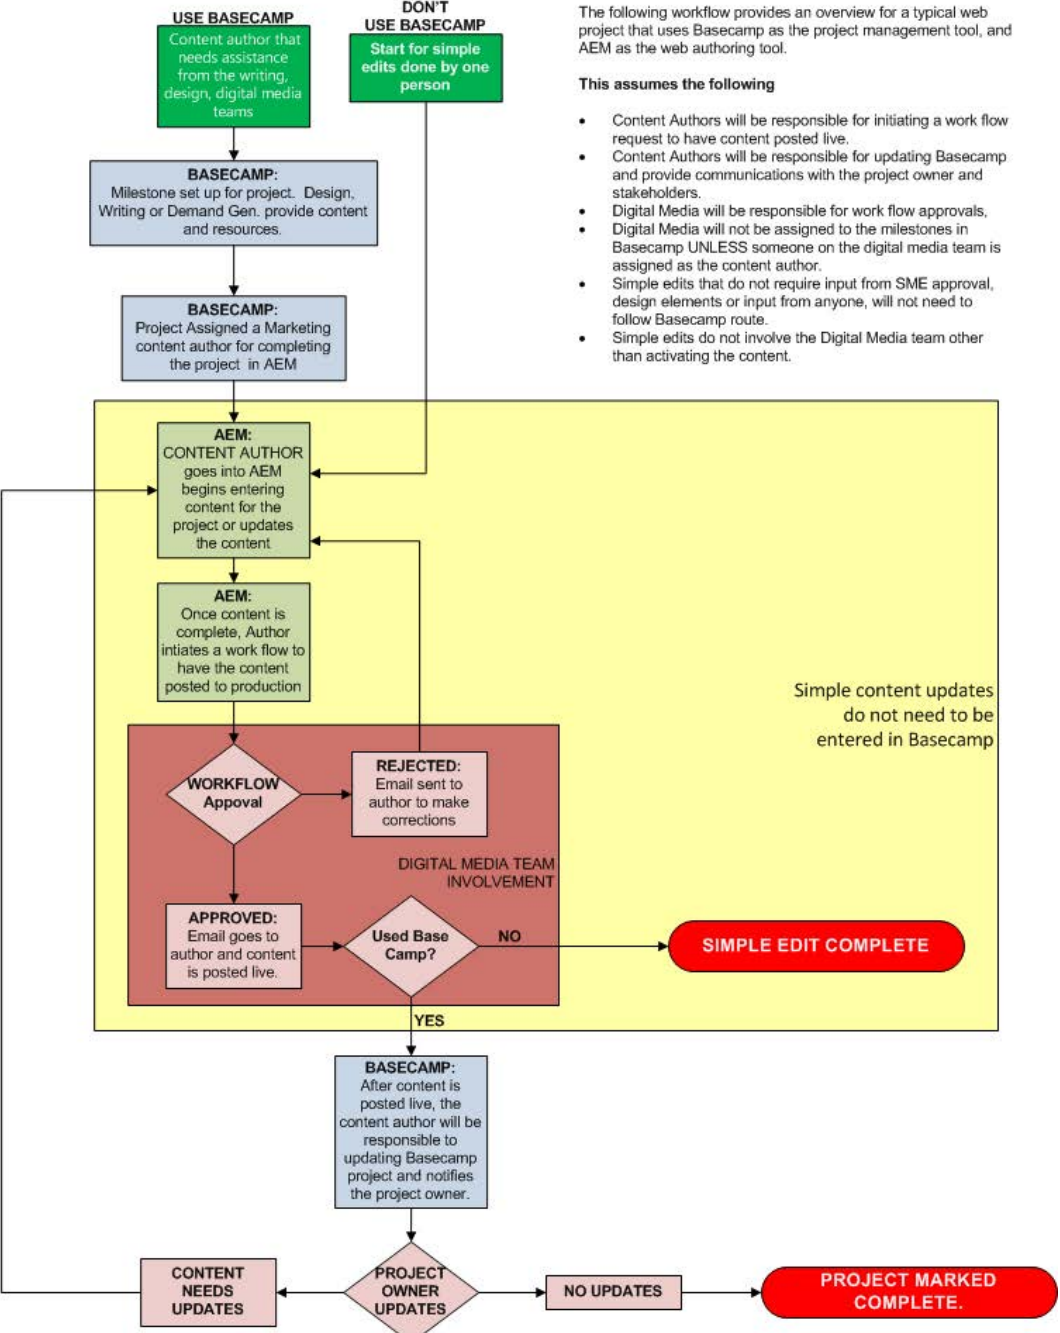 USE BASECAMP
Content author that
needs assistance
from the writing,
design, digital media
teams
DON'T
USE BASECAMP
Start for simple
edits done by one
person
The following workflow provides an overview for a typical web
project that uses Basecamp as the project management tool, and
AEM as the web authoring tool.
This assumes the following
• Content Authors will be responsible for initiating a work flow
request to have content posted live.
• Content Authors will be responsible for updating Basecamp
and provide communications with the project owner and
stakeholders.
• Digital Media will be responsible for work flow approvals,
• Digital Media will not be assigned to the milestones in
Basecamp UNLESS someone on the digital media team is
assigned as the content author.
• Simple edits that do not require input from SME approval,
design elements or input from anyone, will not need to
follow Basecamp route.
• Simple edits do not involve the Digital Media team other
than activating the content.
BASECAMP:
Milestone set up for project. Design,
Writing or Demand Gen. provide content
and resources.
BASECAMP:
Project Assigned a Marketing
content author for completing
the project in AEM
AEM:
CONTENT AUTHOR
goes into AEM
begins entering
content for the
project or updates
the content
AEM:
Once content is
complete, Author
intiates a work flow to
have the content
posted to production
Simple content updates
do not need to be
entered in Basecamp
WORKFLOW
Appoval
REJECTED:
Email sent to
author to make
corrections
DIGITAL MEDIA TEAM
INVOLVEMENT
APPROVED:
Email goes to
author and content
is posted live.
Used Base
Camp?
NO
SIMPLE EDIT COMPLETE
YES
BASECAMP:
After content is
posted live, the
content author will be
responsible to
updating Basecamp
project and notifies
the project owner.
CONTENT
NEEDS
UPDATES
PROJECT
OWNER
UPDATES
NO UPDATES
PROJECT MARKED
COMPLETE.